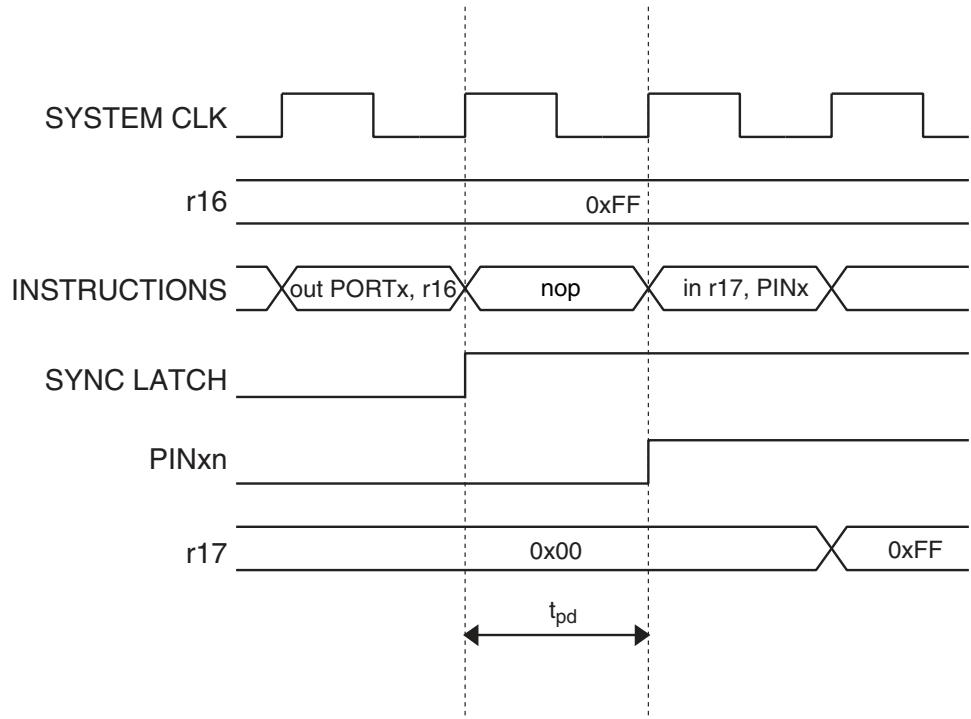 SYSTEM CLK
r16
0xFF
INSTRUCTIONS
out PORTx, r16
nop
in r17, PINx
SYNC LATCH
PINxn
r17
0x00
0xFF
tpd